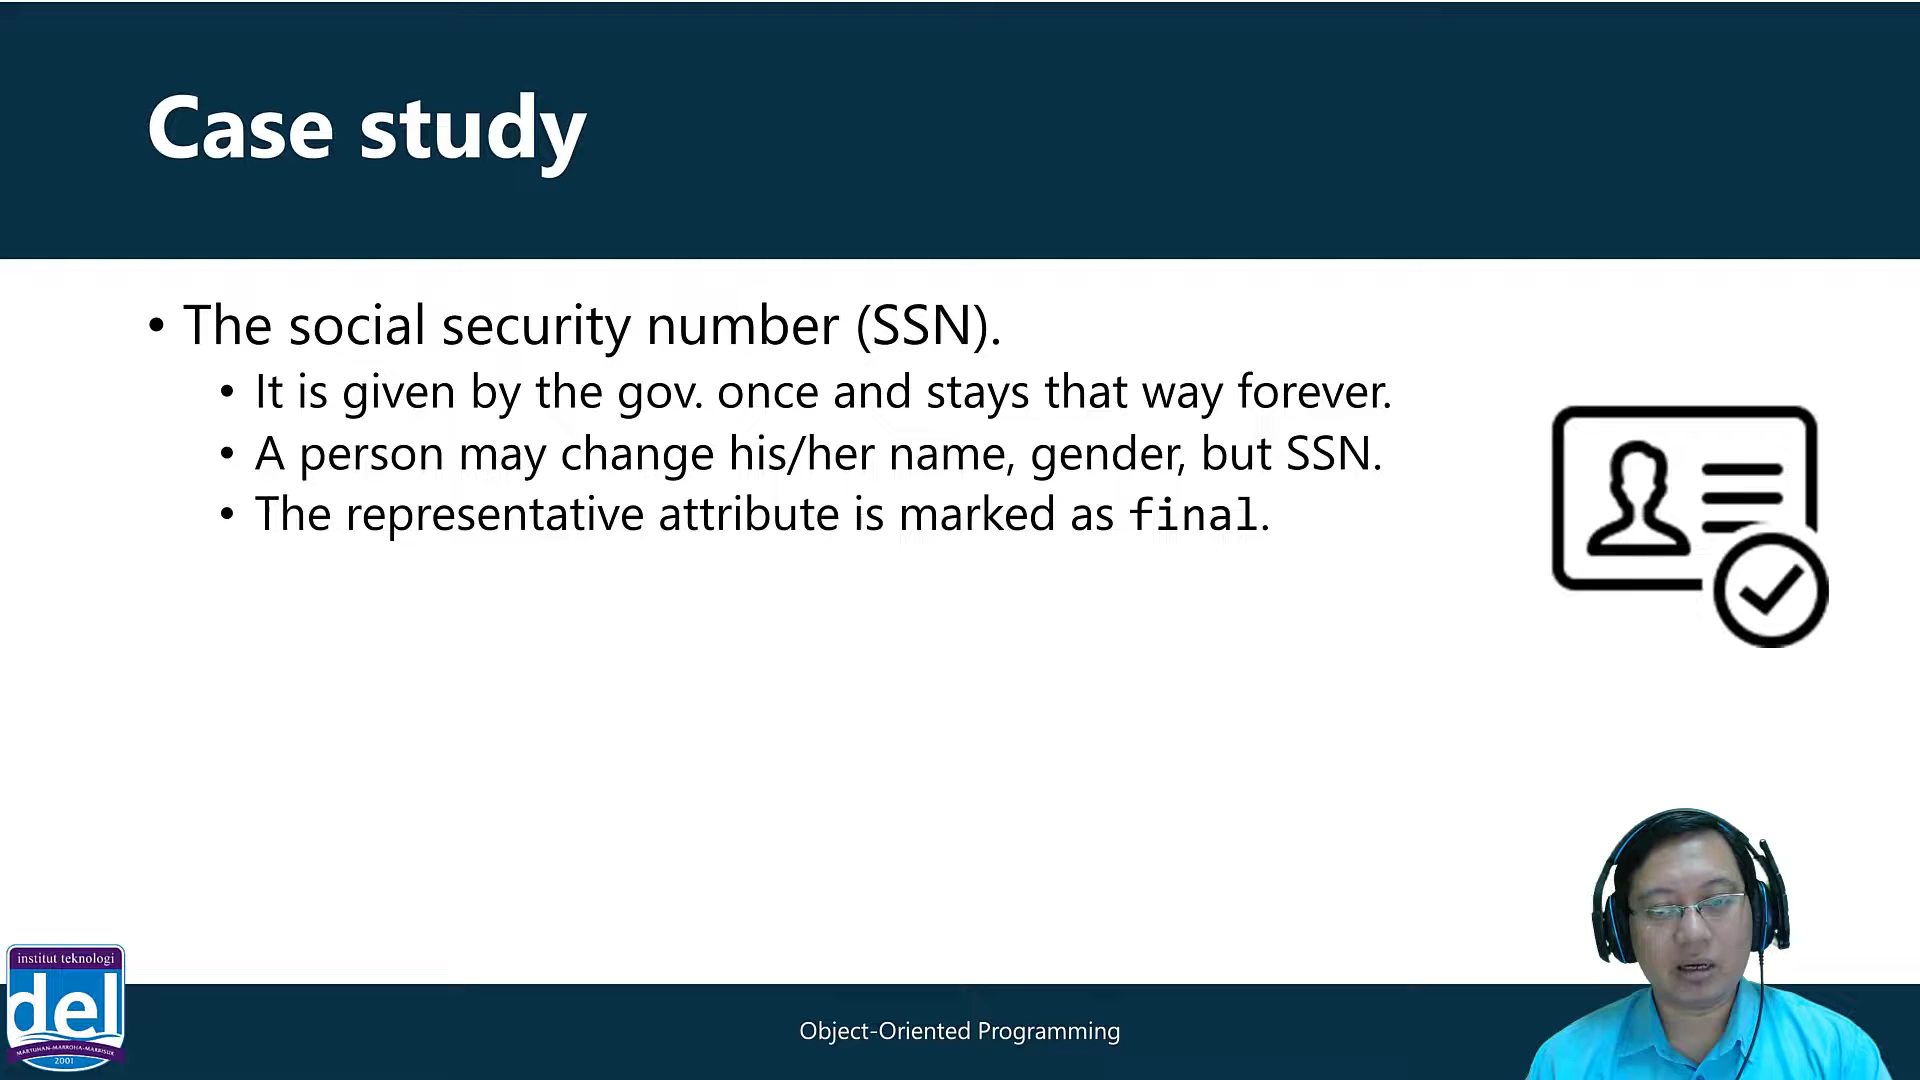 Case study
• The social security number (SSN).
• It is given by the gov. once and stays that way forever.
• A person may change his/her name, gender, but SSN.
• The representative attribute is marked as final.
institut teknologi
del
MARTUHAN-MARROHA-MARBISUK
2001
Object-Oriented Programming